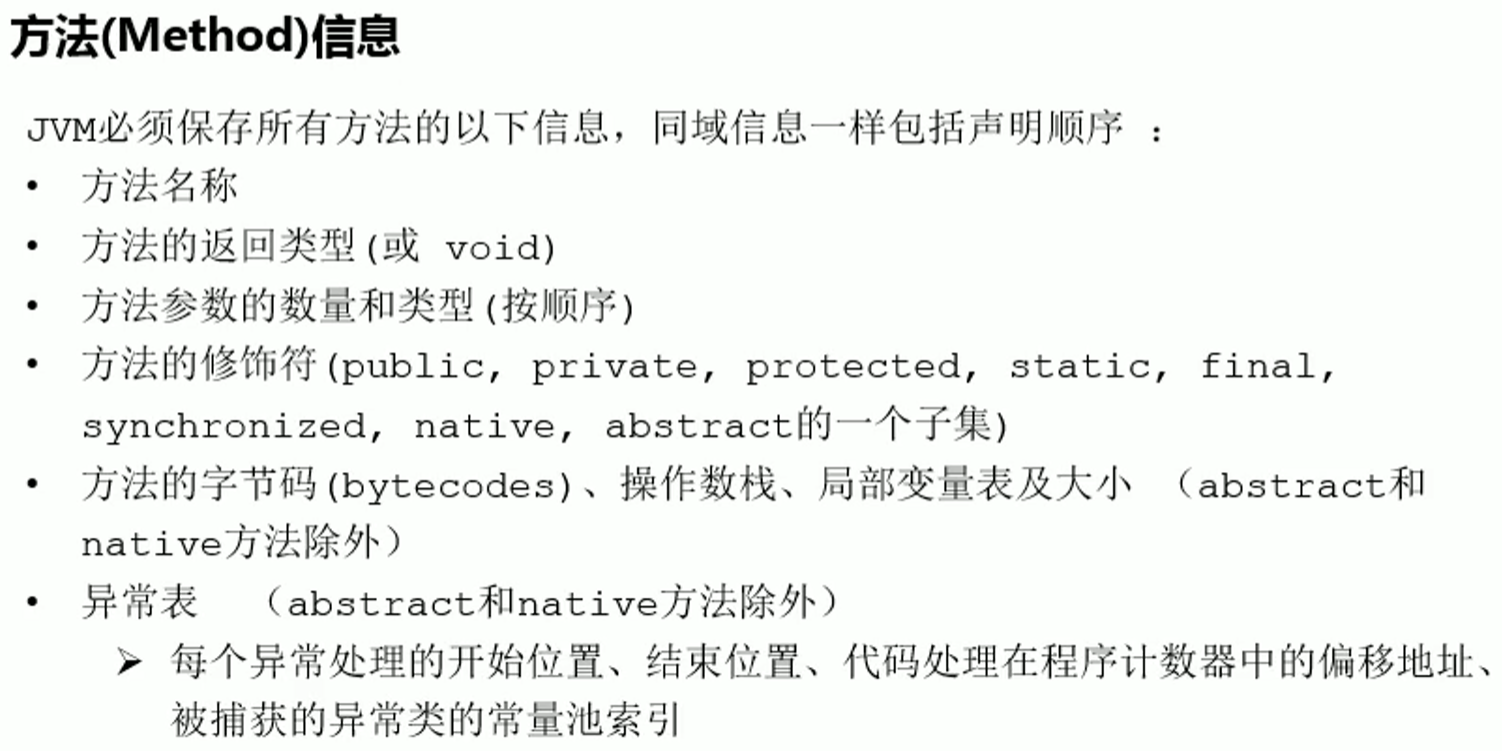 方法(Method)信息
JVM必须保存所有方法的以下信息，同域信息一样包括声明顺序 ：
• 方法名称
• 方法的返回类型(或 void)
• 方法参数的数量和类型(按顺序)
• 方法的修饰符(public, private, protected, static, final,
synchronized, native, abstract的一个子集)
• 方法的字节码(bytecodes)、操作数栈、局部变量表及大小 （abstract和
native方法除外）
• 异常表 （abstract和native方法除外）
➢ 每个异常处理的开始位置、结束位置、代码处理在程序计数器中的偏移地址、
被捕获的异常类的常量池索引